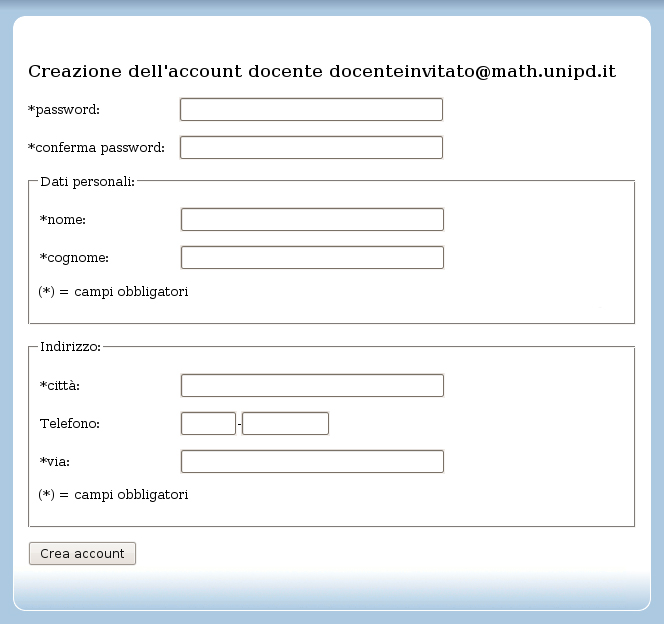 Creazione dell'account docente docenteinvitato@math.unipd.it
*password:
*conferma password:
Dati personali:
*nome:
*cognome:
(*) = campi obbligatori
Indirizzo:
*città:
Telefono: -
*via:
(*) = campi obbligatori
Crea account